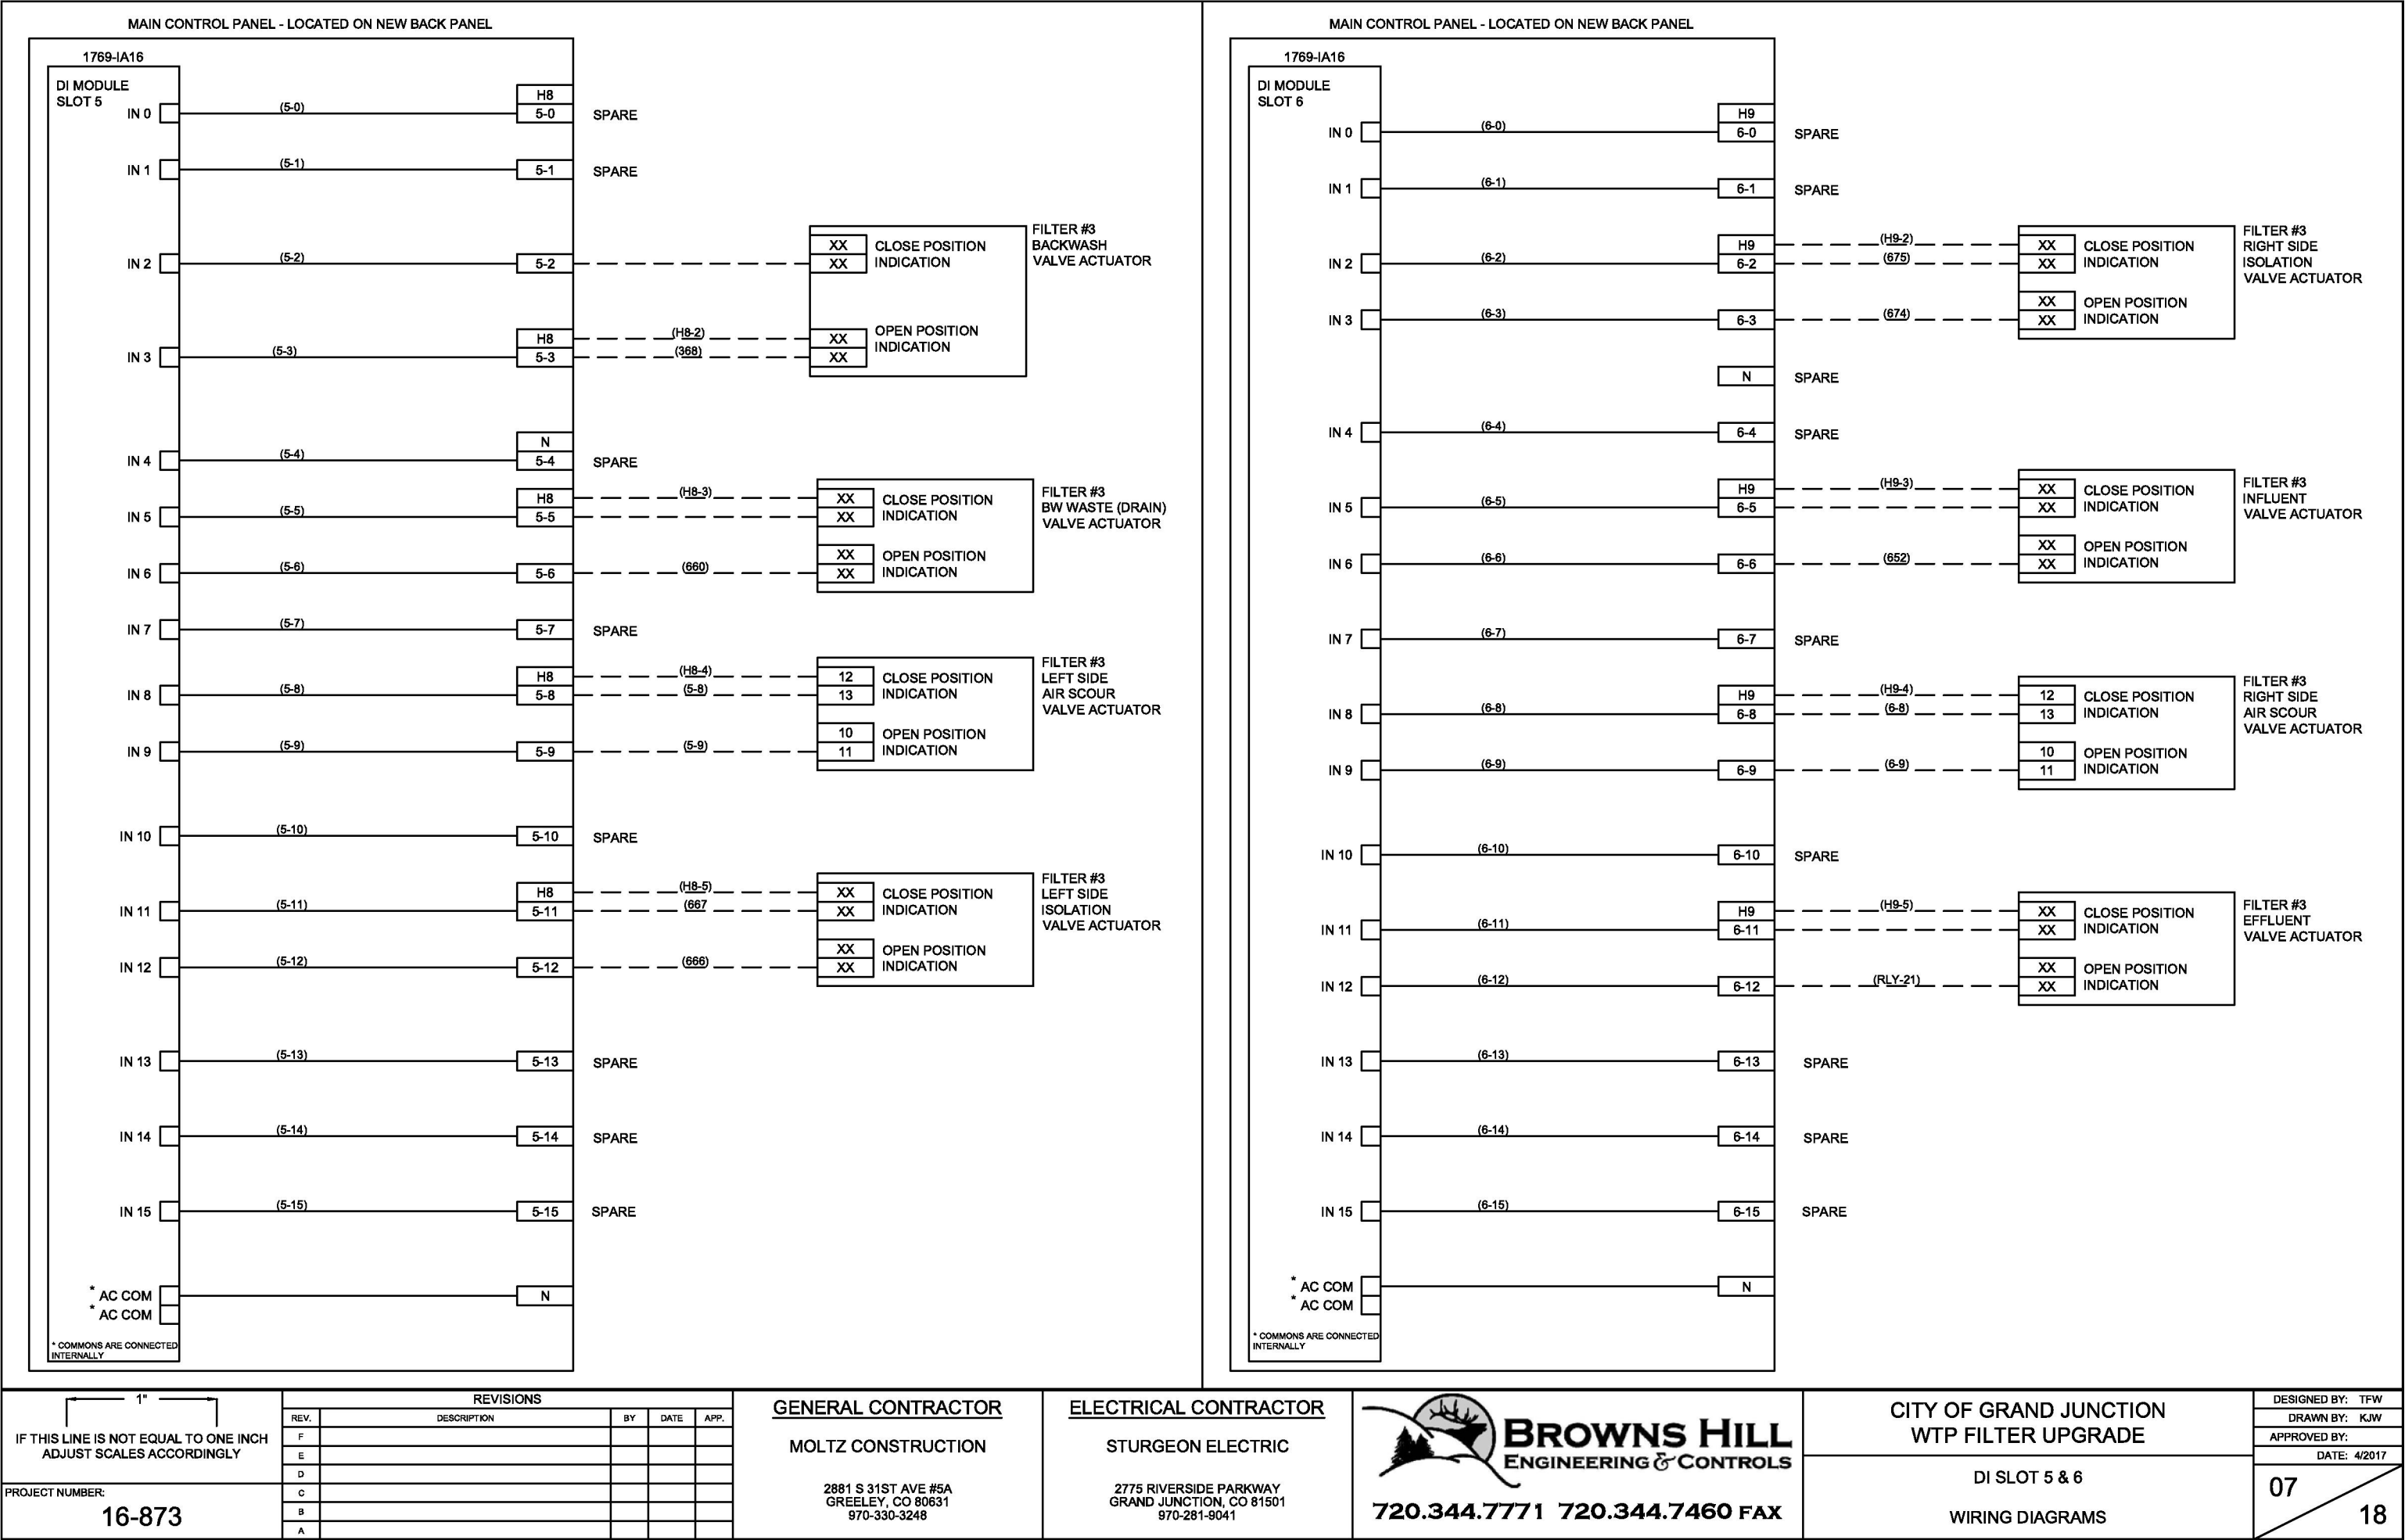 MAIN CONTROL PANEL - LOCATED ON NEW BACK PANEL
1769-IA16
DI MODULE
SLOT 5
IN 0
(5-0)
H8
5-0
SPARE
IN 1
(5-1)
5-1
SPARE
IN 2
(5-2)
5-2
XX
XX
CLOSE POSITION
INDICATION
FILTER #3
BACKWASH
VALVE ACTUATOR
IN 3
(5-3)
H8
5-3
(H8-2)
(368)
XX
XX
OPEN POSITION
INDICATION
IN 4
(5-4)
N
5-4
SPARE
IN 5
(5-5)
H8
5-5
(H8-3)
XX
XX
CLOSE POSITION
INDICATION
FILTER #3
BW WASTE (DRAIN)
VALVE ACTUATOR
IN 6
(5-6)
5-6
(660)
XX
XX
OPEN POSITION
INDICATION
IN 7
(5-7)
5-7
SPARE
IN 8
(5-8)
H8
5-8
(H8-4)
(5-8)
12
13
CLOSE POSITION
INDICATION
FILTER #3
LEFT SIDE
AIR SCOUR
VALVE ACTUATOR
IN 9
(5-9)
5-9
(5-9)
10
11
OPEN POSITION
INDICATION
IN 10
(5-10)
5-10
SPARE
IN 11
(5-11)
H8
5-11
(H8-5)
(667
XX
XX
CLOSE POSITION
INDICATION
FILTER #3
LEFT SIDE
ISOLATION
VALVE ACTUATOR
IN 12
(5-12)
5-12
(666)
XX
XX
OPEN POSITION
INDICATION
IN 13
(5-13)
5-13
SPARE
IN 14
(5-14)
5-14
SPARE
IN 15
(5-15)
5-15
SPARE
* AC COM
* AC COM
N
* COMMONS ARE CONNECTED
INTERNALLY
MAIN CONTROL PANEL - LOCATED ON NEW BACK PANEL
1769-IA16
DI MODULE
SLOT 6
IN 0
(6-0)
H9
6-0
SPARE
IN 1
(6-1)
6-1
SPARE
IN 2
(6-2)
H9
6-2
(H9-2)
(675)
XX
XX
CLOSE POSITION
INDICATION
FILTER #3
RIGHT SIDE
ISOLATION
VALVE ACTUATOR
IN 3
(6-3)
6-3
(674)
XX
XX
OPEN POSITION
INDICATION
N
SPARE
IN 4
(6-4)
6-4
SPARE
IN 5
(6-5)
H9
6-5
(H9-3)
XX
XX
CLOSE POSITION
INDICATION
FILTER #3
INFLUENT
VALVE ACTUATOR
IN 6
(6-6)
6-6
(652)
XX
XX
OPEN POSITION
INDICATION
IN 7
(6-7)
6-7
SPARE
IN 8
(6-8)
H9
6-8
(H9-4)
(6-8)
12
13
CLOSE POSITION
INDICATION
FILTER #3
RIGHT SIDE
AIR SCOUR
VALVE ACTUATOR
IN 9
(6-9)
6-9
(6-9)
10
11
OPEN POSITION
INDICATION
IN 10
(6-10)
6-10
SPARE
IN 11
(6-11)
H9
6-11
(H9-5)
XX
XX
CLOSE POSITION
INDICATION
FILTER #3
EFFLUENT
VALVE ACTUATOR
IN 12
(6-12)
6-12
(RLY-21)
XX
XX
OPEN POSITION
INDICATION
IN 13
(6-13)
6-13
SPARE
IN 14
(6-14)
6-14
SPARE
IN 15
(6-15)
6-15
SPARE
* AC COM
* AC COM
N
* COMMONS ARE CONNECTED
INTERNALLY
1"
IF THIS LINE IS NOT EQUAL TO ONE INCH
ADJUST SCALES ACCORDINGLY
PROJECT NUMBER:
16-873
REVISIONS
REV. DESCRIPTION BY DATE APP.
F
E
D
C
B
A
GENERAL CONTRACTOR
MOLTZ CONSTRUCTION
2881 S 31ST AVE #5A
GREELEY, CO 80631
970-330-3248
ELECTRICAL CONTRACTOR
STURGEON ELECTRIC
2775 RIVERSIDE PARKWAY
GRAND JUNCTION, CO 81501
970-281-9041
BROWNS HILL
ENGINEERING & CONTROLS
720.344.7771 720.344.7460 FAX
CITY OF GRAND JUNCTION
WTP FILTER UPGRADE
DI SLOT 5 & 6
WIRING DIAGRAMS
DESIGNED BY: TFW
DRAWN BY: KJW
APPROVED BY:
DATE: 4/2017
07
18